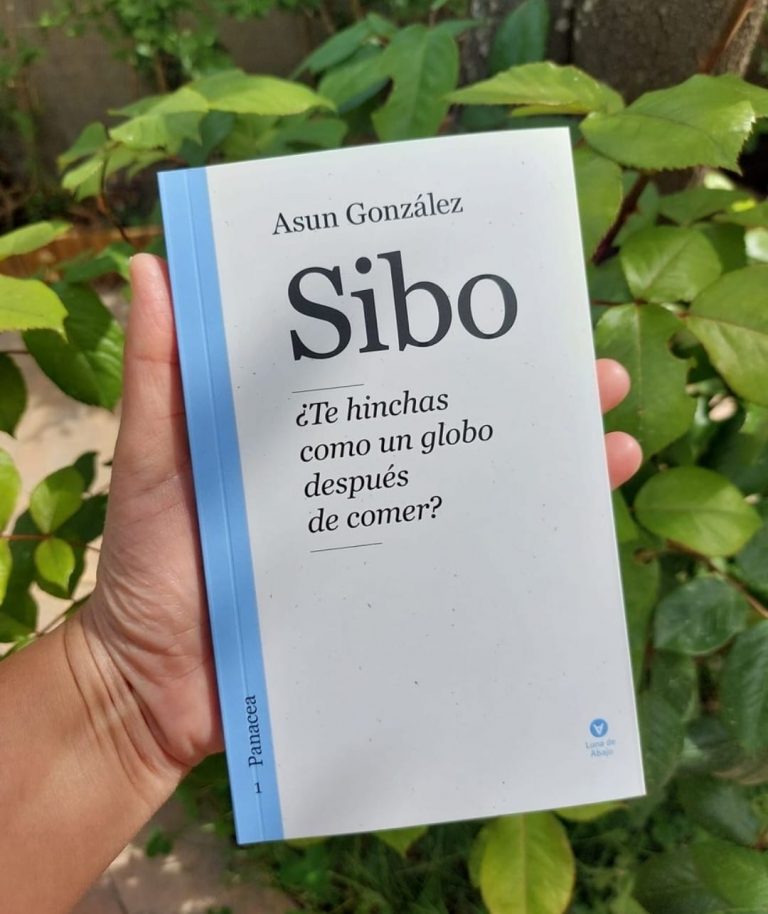 Asun González
Sibo
¿Te hinchas
como un globo
después
de comer?
1 Panacea
Luna de
Abajo